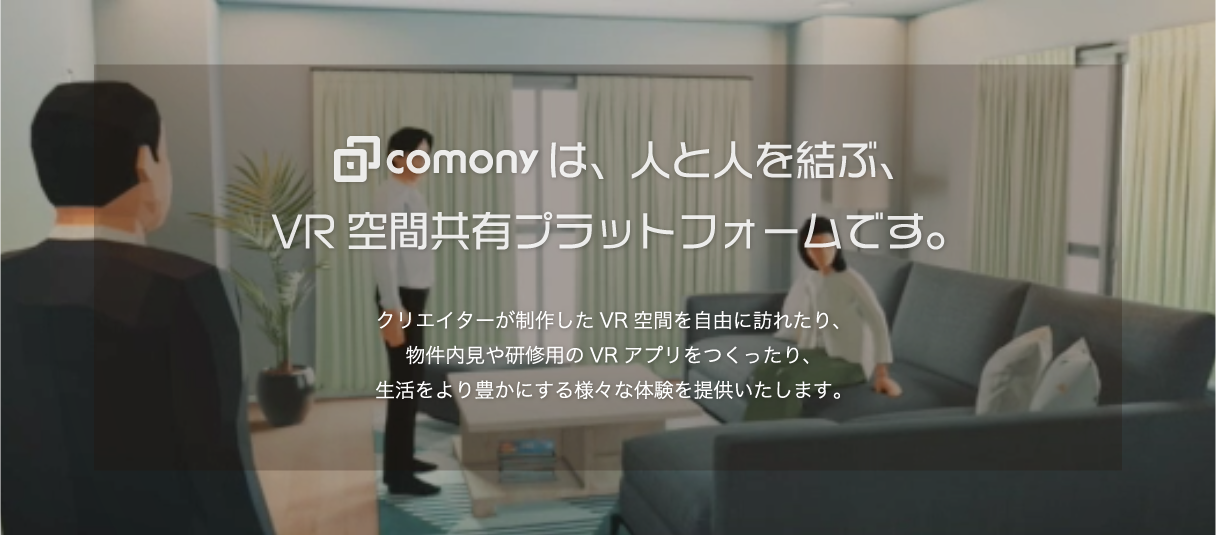 comony は、人と人を結ぶ、
VR 空間共有プラットフォームです。
クリエイターが制作した VR 空間を自由に訪れたり、
物件内見や研修用の VR アプリをつくったり、
生活をより豊かにする様々な体験を提供いたします。